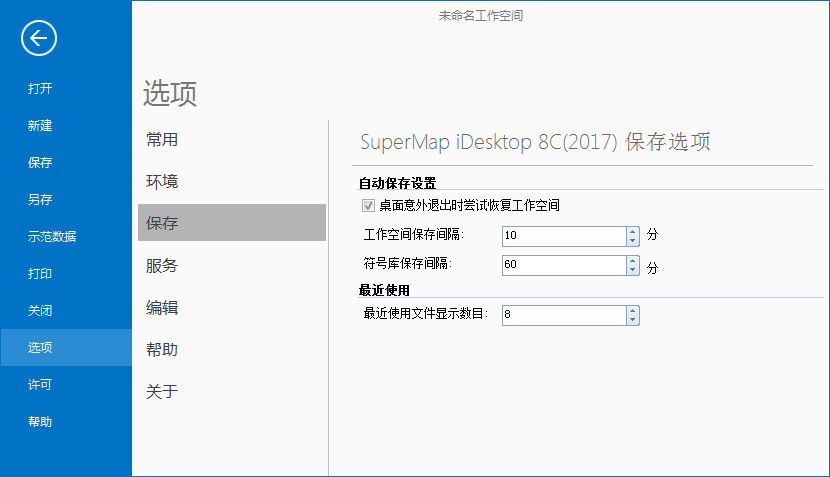 未命名工作空间
打开
新建
保存
另存
示范数据
打印
关闭
选项
许可
帮助
选项
常用
环境
保存
服务
编辑
帮助
关于
SuperMap iDesktop 8C(2017) 保存选项
自动保存设置
桌面意外退出时尝试恢复工作空间
工作空间保存间隔: 10 分
符号库保存间隔: 60 分
最近使用
最近使用文件显示数目: 8